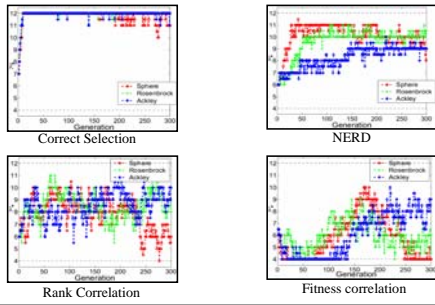 12
11
10
9
8
7
6
5
4
0 50 100 150 200 250 300
Generation
Sphere
Rosenbrock
Ackley
Correct Selection
12
11
10
9
8
7
6
5
4
0 50 100 150 200 250 300
Generation
Sphere
Rosenbrock
Ackley
NERD
12
11
10
9
8
7
6
5
4
0 50 100 150 200 250 300
Generation
Sphere
Rosenbrock
Ackley
Rank Correlation
12
11
10
9
8
7
6
5
4
0 50 100 150 200 250 300
Generation
Sphere
Rosenbrock
Ackley
Fitness correlation